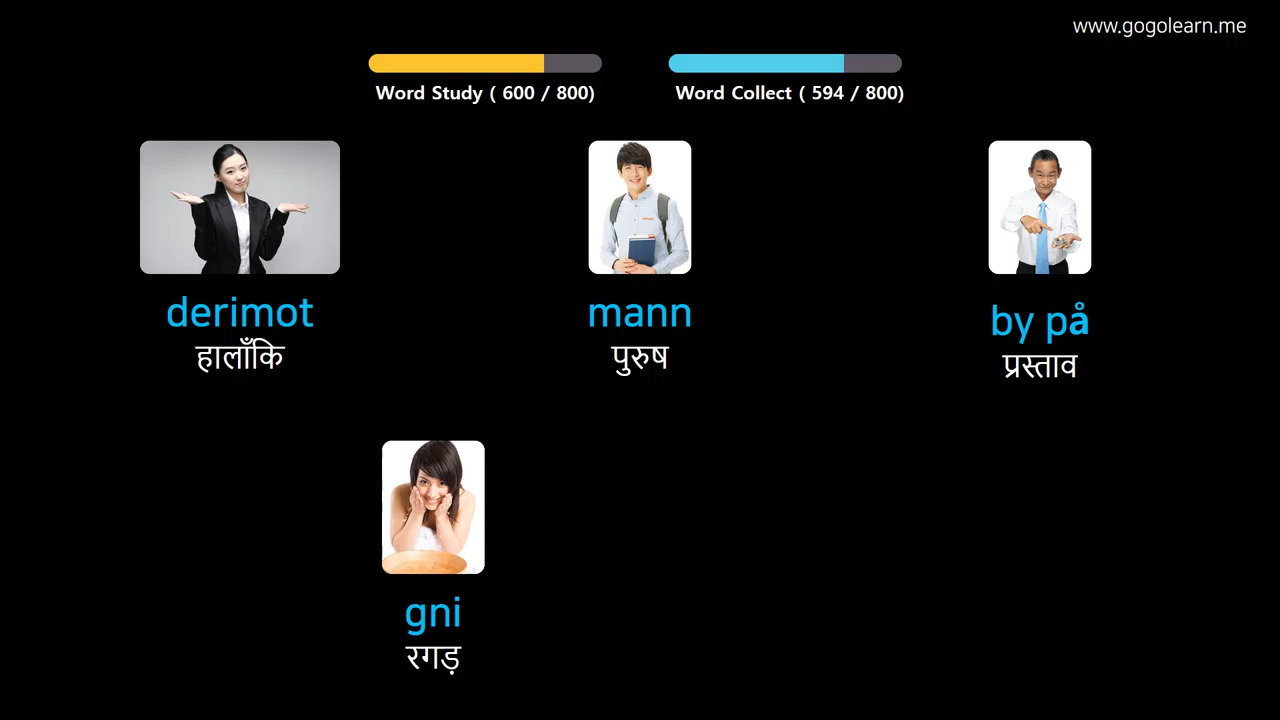 www.gogolearn.me
Word Study ( 600 / 800)
Word Collect ( 594 / 800)
derimot
हालाँकि
mann
पुरुष
by på
प्रस्ताव
gni
रगड़